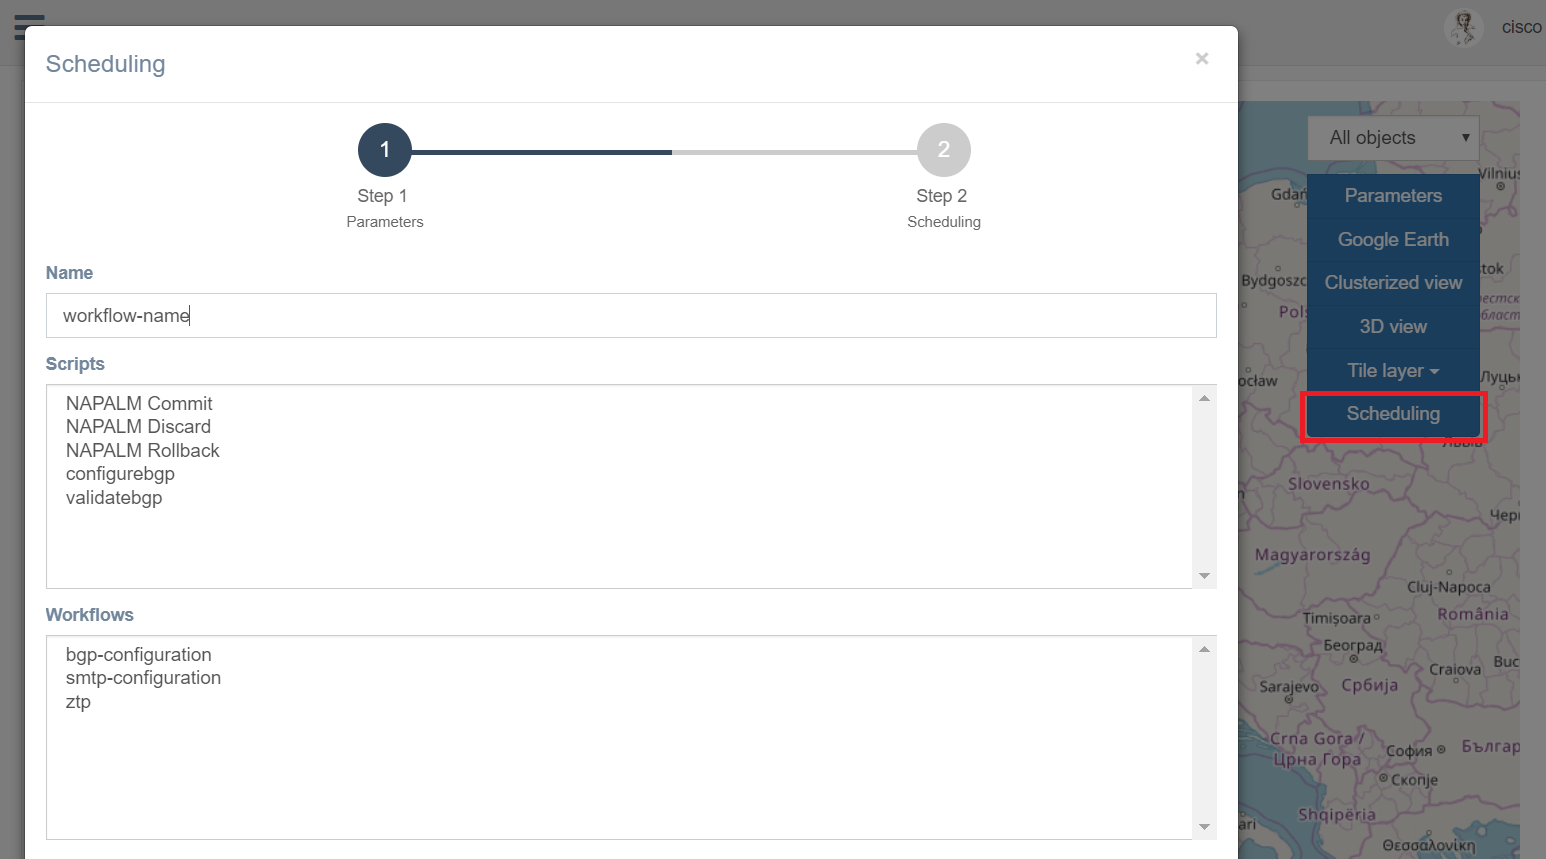 cisco
Scheduling
×
1
2
Step 1
Step 2
Parameters
Scheduling
Name
workflow-name
Scripts
NAPALM Commit
NAPALM Discard
NAPALM Rollback
configurebgp
validatebgp
Workflows
bgp-configuration
smtp-configuration
ztp
All objects
Parameters
Google Earth
Clusterized view
3D view
Tile layer
Scheduling
Vilnius
Gdań
Bydgoszc
stok
Pols
ocław
Луцьк
Slovensko
Чер
Magyarország
Cluj-Napoca
România
Timișoara
Београд
Craiova
Buc
Sarajevo
Србија
Crna Gora /
Црна Гора
София
Българ
Скопје
Shqipëria
ari
Θεσσαλονίκη